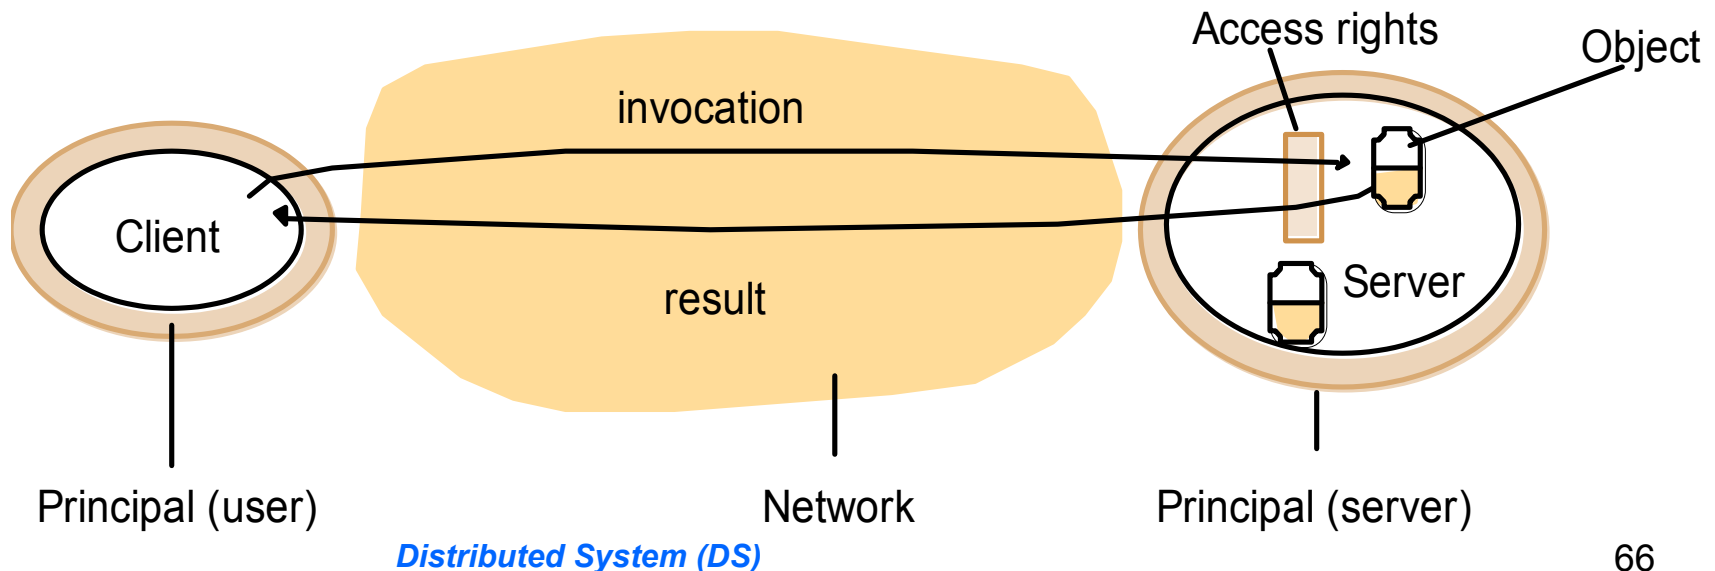 Access rights
Object
invocation
Client
result
Server
Principal (user)
Network
Principal (server)
Distributed System (DS)
66